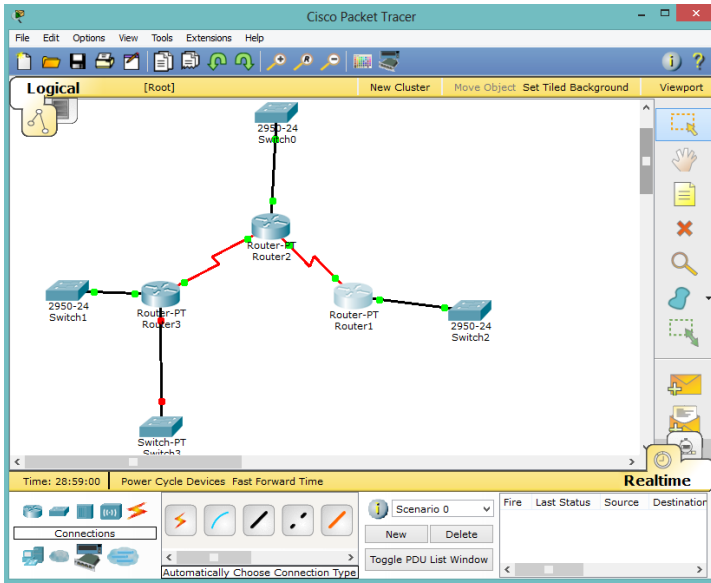 Cisco Packet Tracer
File Edit Options View Tools Extensions Help
Logical [Root] New Cluster Move Object Set Tiled Background Viewport
2950-24
Switch0
Router-PT
Router2
2950-24
Switch1
Router-PT
Router3
Router-PT
Router1
2950-24
Switch2
Switch-PT
Switch3
Time: 28:59:00 Power Cycle Devices Fast Forward Time Realtime
Connections
Automatically Choose Connection Type
Scenario 0
New Delete
Toggle PDU List Window
Fire Last Status Source Destination